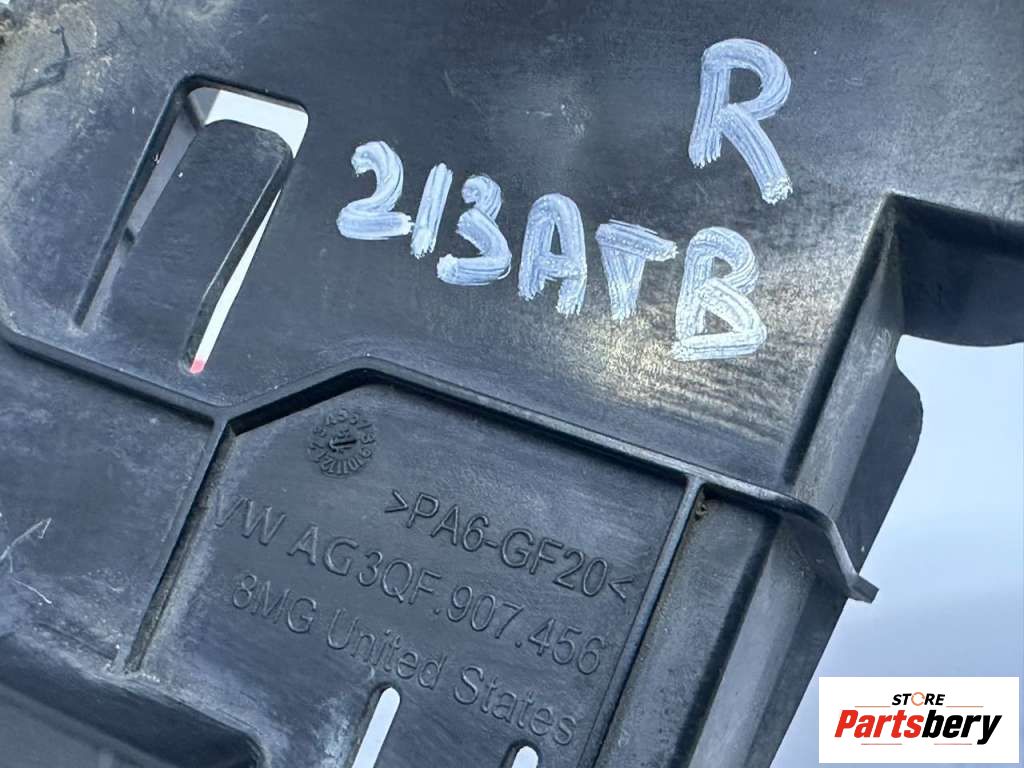 R
213ATB
>PA6-GF20<
VW AG 3QF.907.456
8MG United States
STORE
Partsbery